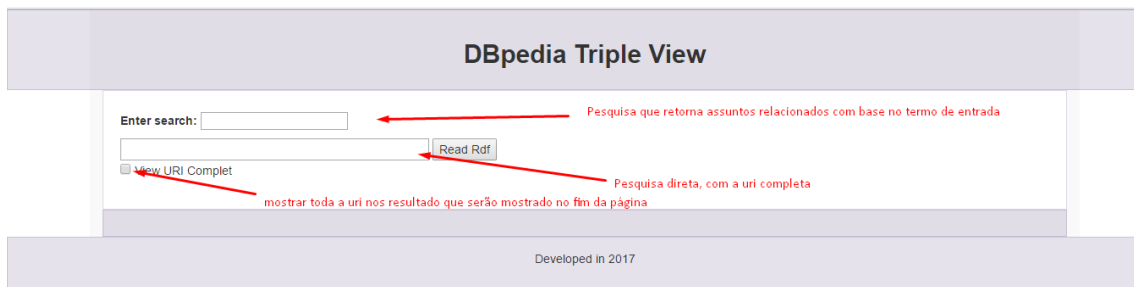 DBpedia Triple View
Enter search:
Pesquisa que retorna assuntos relacionados com base no termo de entrada
Read Rdf
View URI Complet
Pesquisa direta, com a uri completa
mostrar toda a uri nos resultado que serão mostrado no fim da página
Developed in 2017